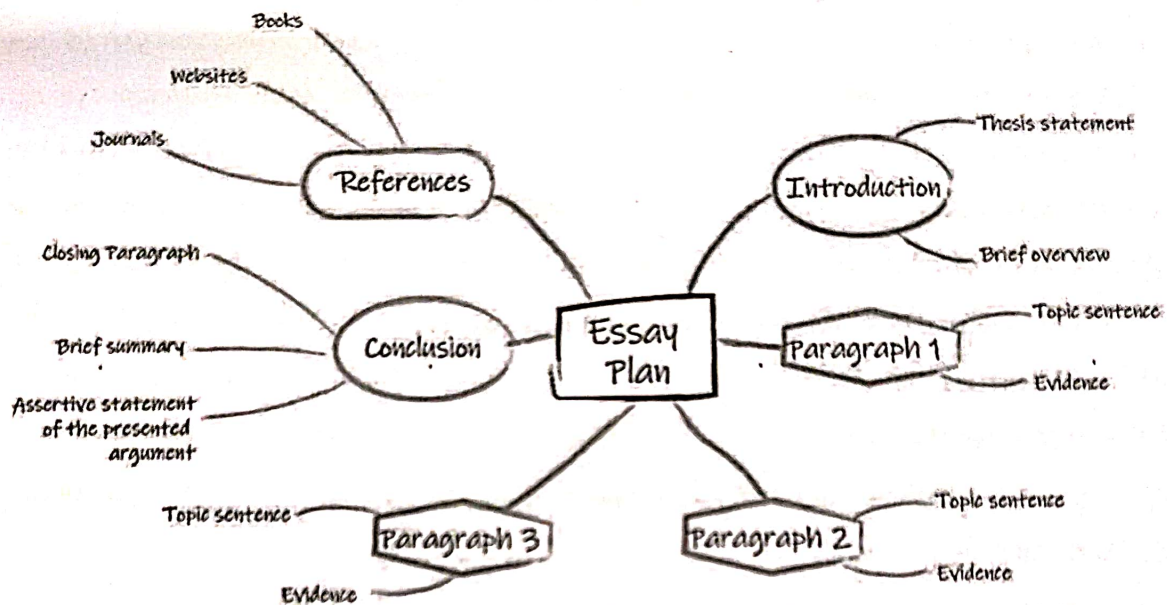 Books
Websites
Journals
References
Thesis statement
Introduction
Brief overview
Closing Paragraph
Brief summary
Assertive statement
of the presented
argument
Conclusion
Essay
Plan
Topic sentence
Paragraph 1
Evidence
Topic sentence
Paragraph 3
Evidence
Topic sentence
Paragraph 2
Evidence